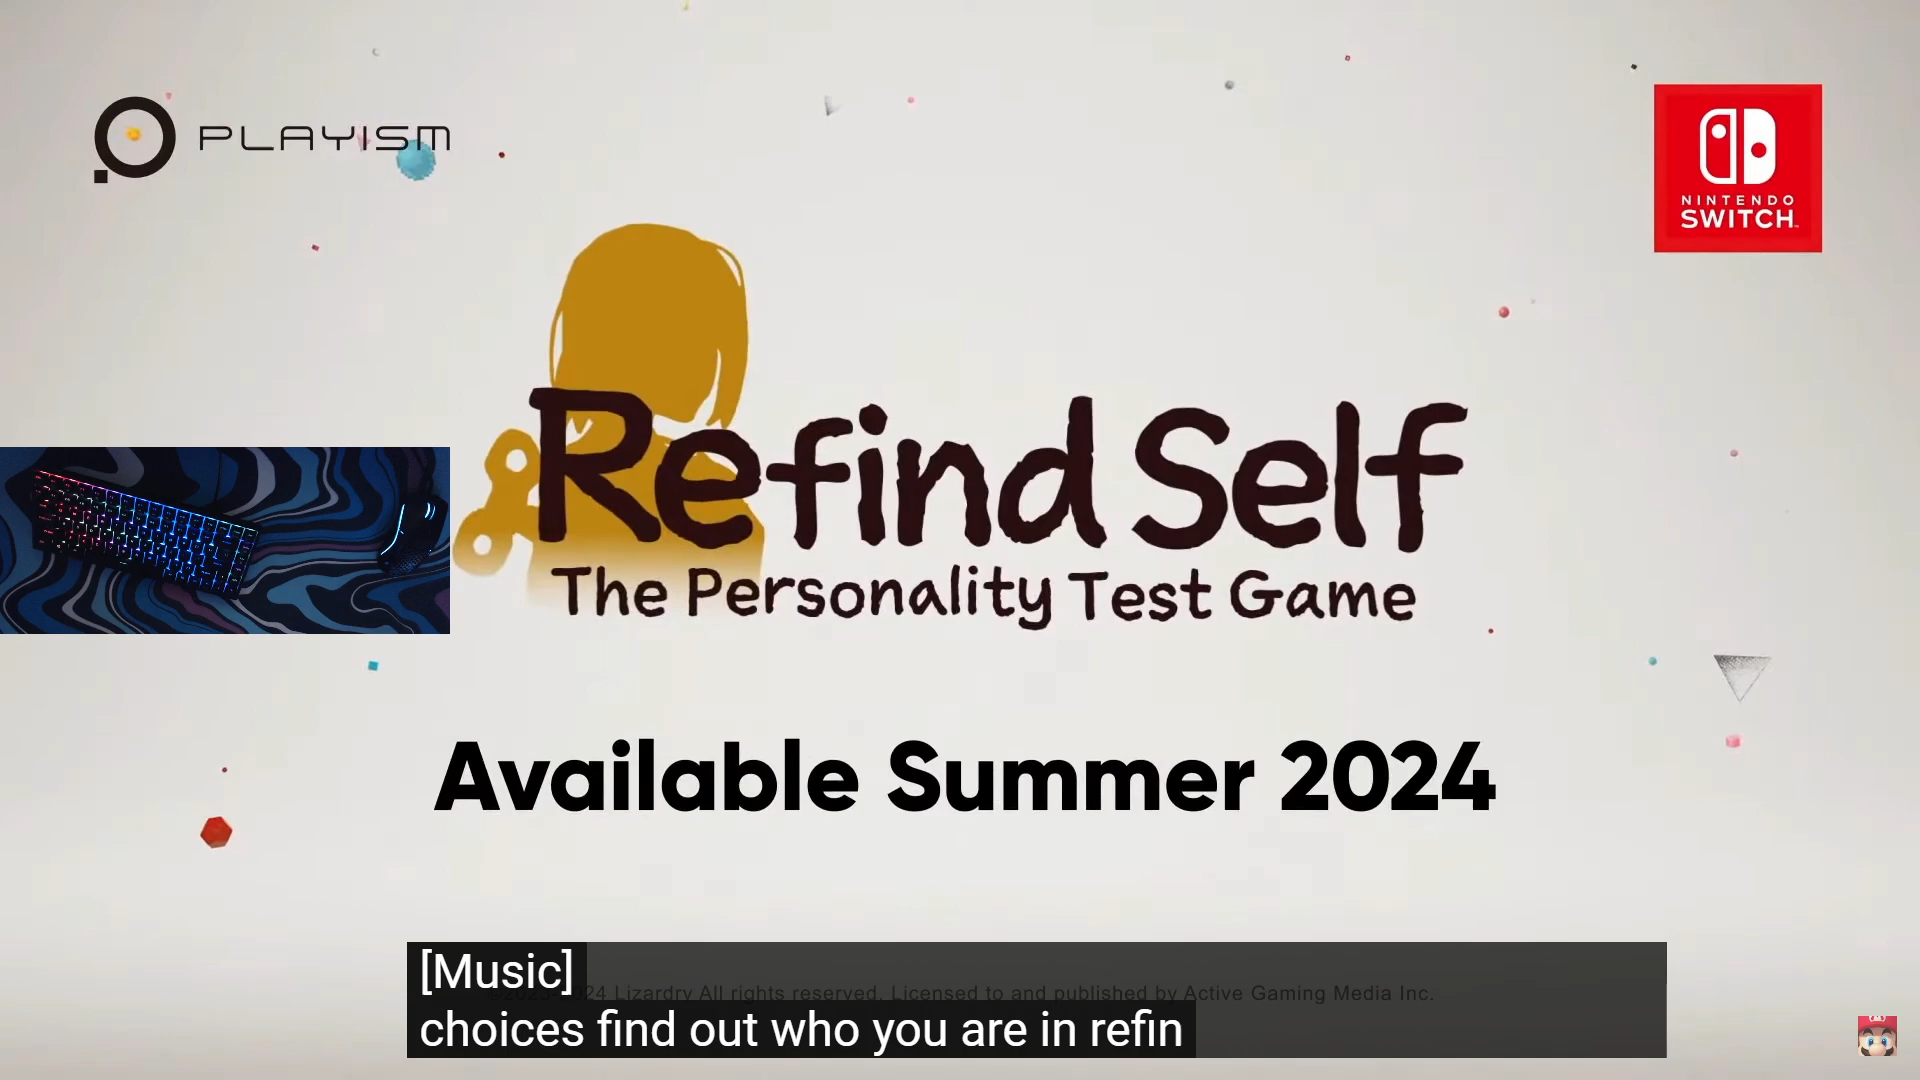 PLAYISM
NINTENDO
SWITCH
Refind Self
The Personality Test Game
Available Summer 2024
[Music]
24 Lizardry All rights reserved. Licensed to and published by Active Gaming Media Inc.
choices find out who you are in refin